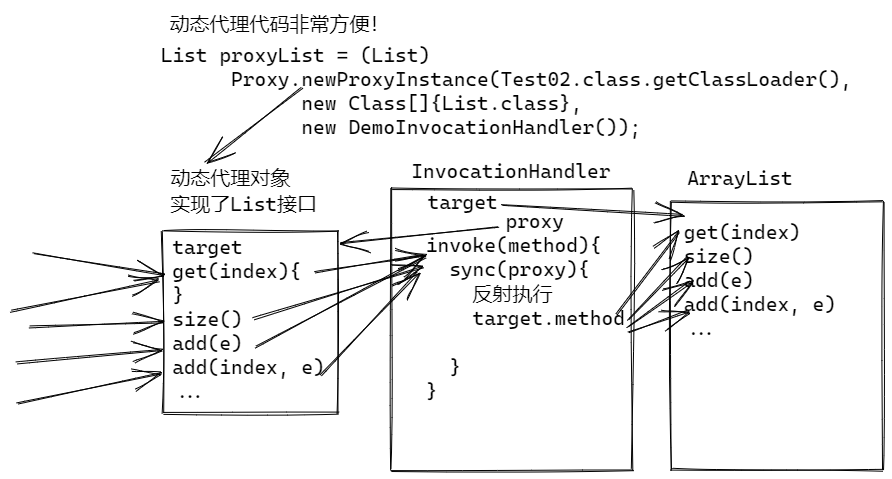 动态代理代码非常方便!
List proxyList = (List)
Proxy.newProxyInstance(Test02.class.getClassLoader(),
new Class[]{List.class},
new DemoInvocationHandler());
动态代理对象
实现了List接口
target
get(index){
}
size()
add(e)
add(index, e)
...
InvocationHandler
target
proxy
invoke(method){
sync(proxy){
反射执行
target.method
}
}
ArrayList
get(index)
size()
add(e)
add(index, e)
...